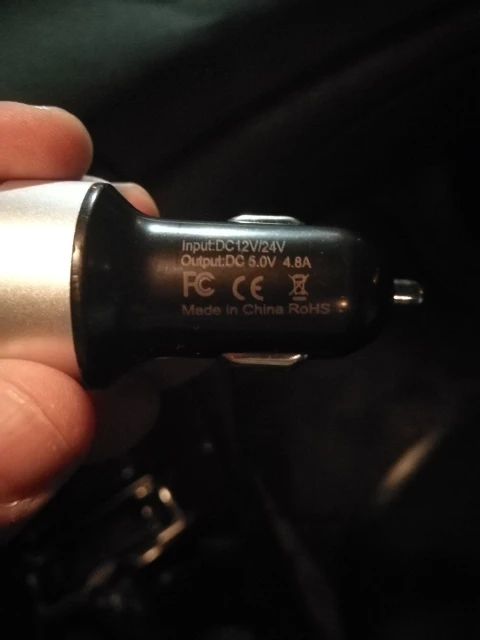 Input:DC12V/24V
Output:DC 5.0V 4.8A
FC CE
Made in China RoHS